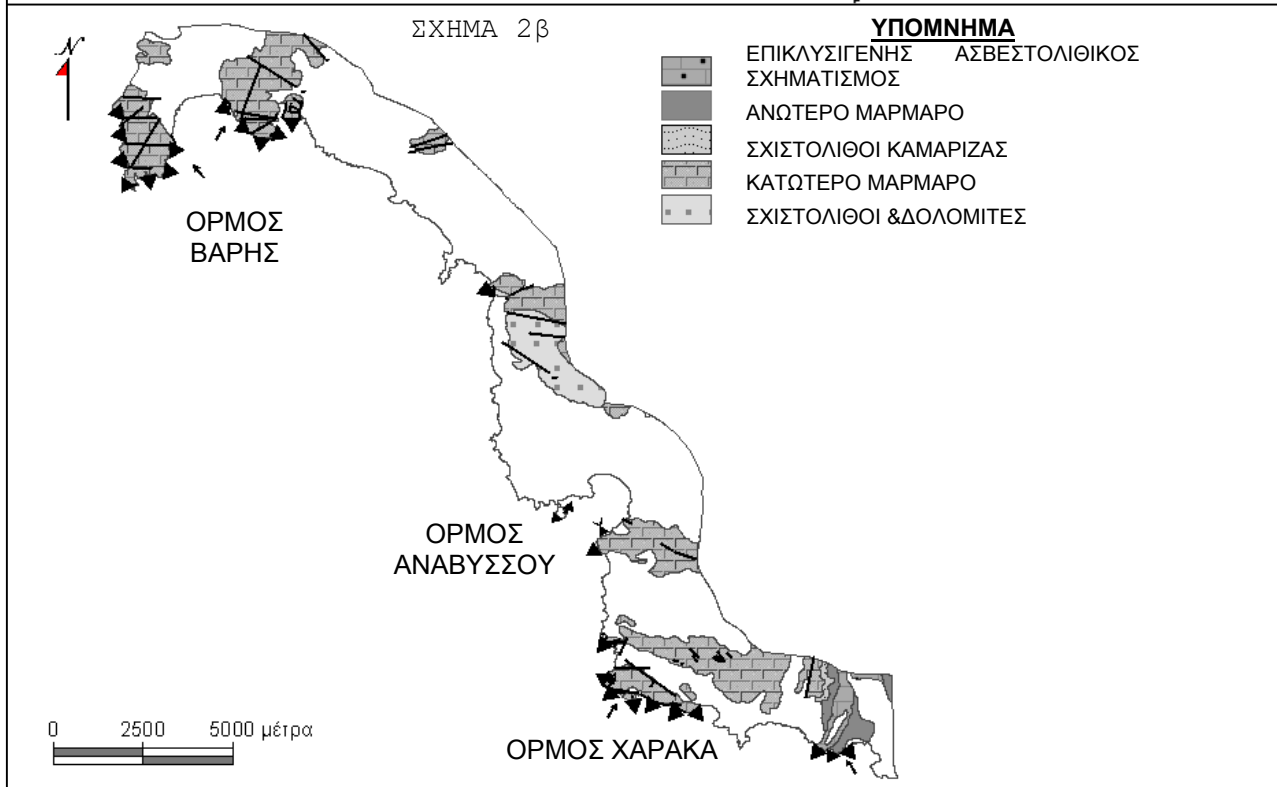 ΣΧΗΜΑ 2β
ΥΠΟΜΝΗΜΑ
ΕΠΙΚΛΥΣΙΓΕΝΗΣ ΑΣΒΕΣΤΟΛΙΘΙΚΟΣ
ΣΧΗΜΑΤΙΣΜΟΣ
ΑΝΩΤΕΡΟ ΜΑΡΜΑΡΟ
ΣΧΙΣΤΟΛΙΘΟΙ ΚΑΜΑΡΙΖΑΣ
ΚΑΤΩΤΕΡΟ ΜΑΡΜΑΡΟ
ΣΧΙΣΤΟΛΙΘΟΙ &ΔΟΛΟΜΙΤΕΣ
N
ΟΡΜΟΣ
ΒΑΡΗΣ
ΟΡΜΟΣ
ΑΝΑΒΥΣΣΟΥ
ΟΡΜΟΣ ΧΑΡΑΚΑ
0 2500 5000 μέτρα